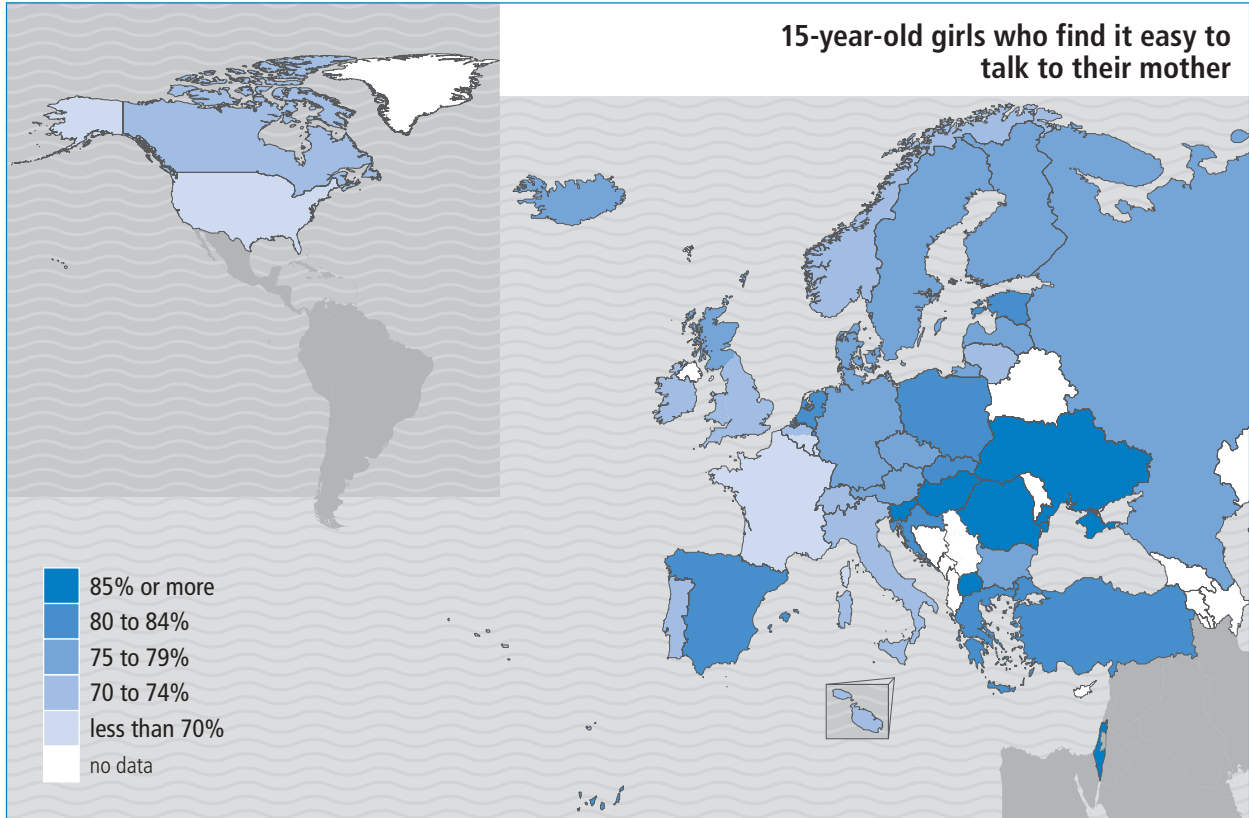 15-year-old girls who find it easy to
talk to their mother
85% or more
80 to 84%
75 to 79%
70 to 74%
less than 70%
no data